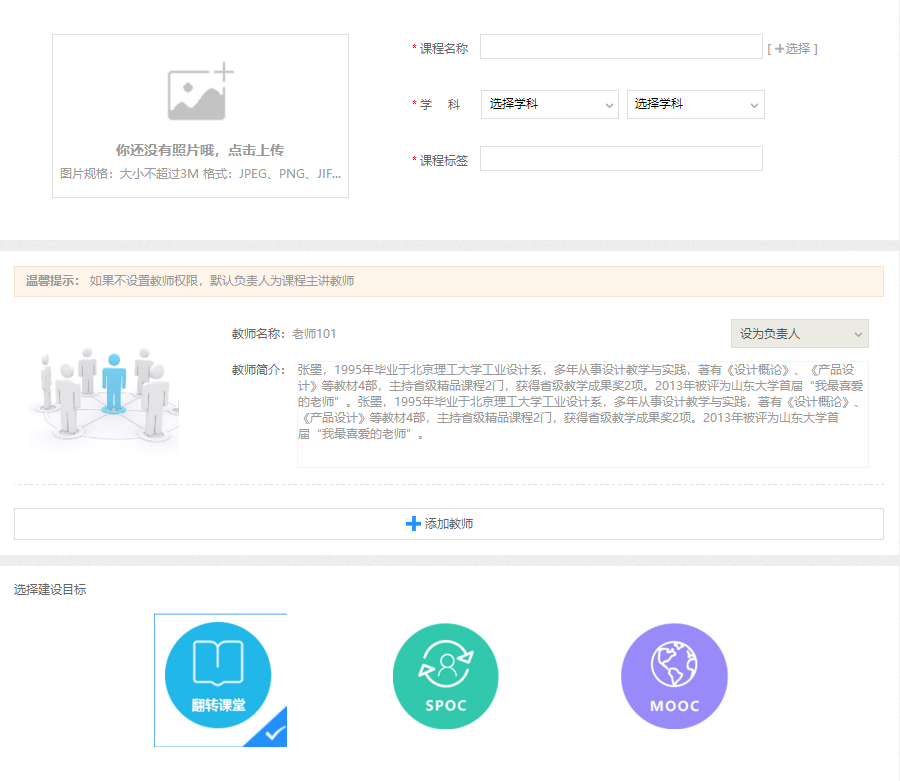 * 课程名称 [ +选择 ]
* 学 科 选择学科 选择学科
* 课程标签
你还没有照片哦，点击上传
图片规格：大小不超过3M 格式：JPEG、PNG、JIF...
温馨提示： 如果不设置教师权限，默认负责人为课程主讲教师
教师名称：老师101 设为负责人
教师简介： 张墨，1995年毕业于北京理工大学工业设计系，多年从事设计教学与实践，著有《设计概论》、《产品设
计》等教材4部，主持省级精品课程2门，获得省级教学成果奖2项。2013年被评为山东大学首届“我最喜爱
的老师”。张墨，1995年毕业于北京理工大学工业设计系，多年从事设计教学与实践，著有《设计概论》、
《产品设计》等教材4部，主持省级精品课程2门，获得省级教学成果奖2项。2013年被评为山东大学首
届“我最喜爱的老师”。
添加教师
选择建设目标
翻转课堂 SPOC MOOC